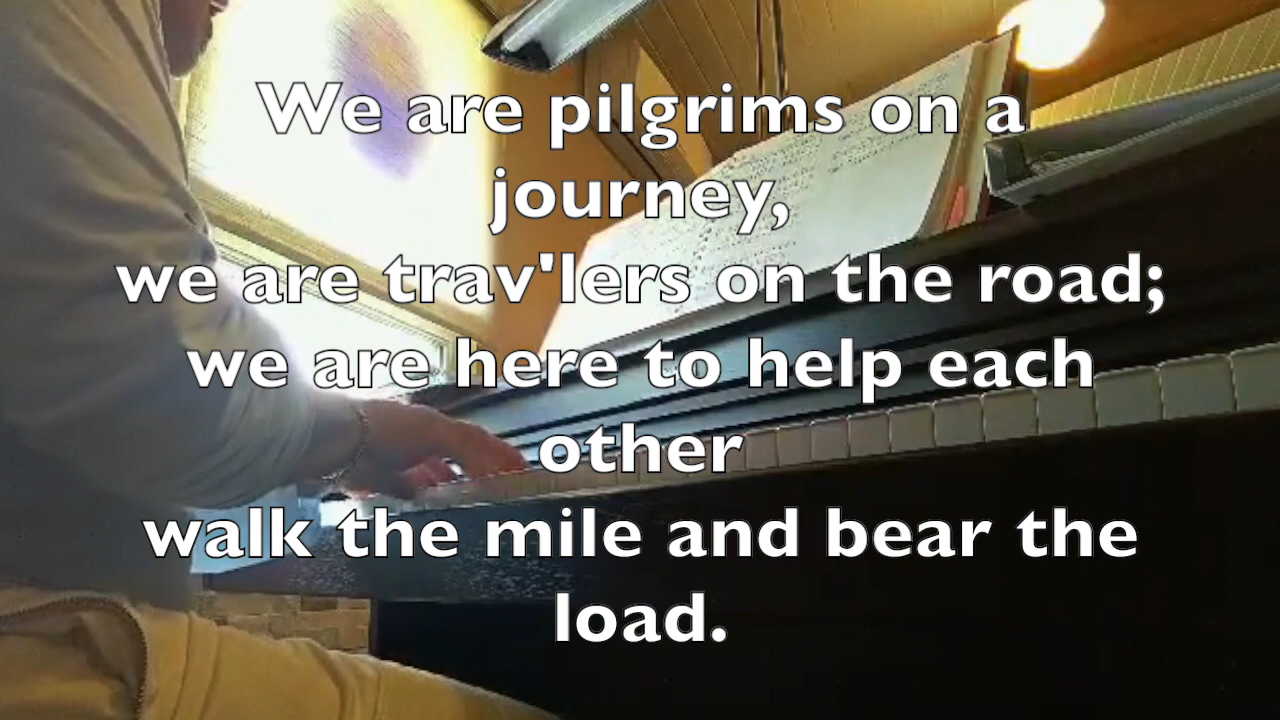 We are pilgrims on a
journey,
we are trav'lers on the road;
we are here to help each
other
walk the mile and bear the
load.